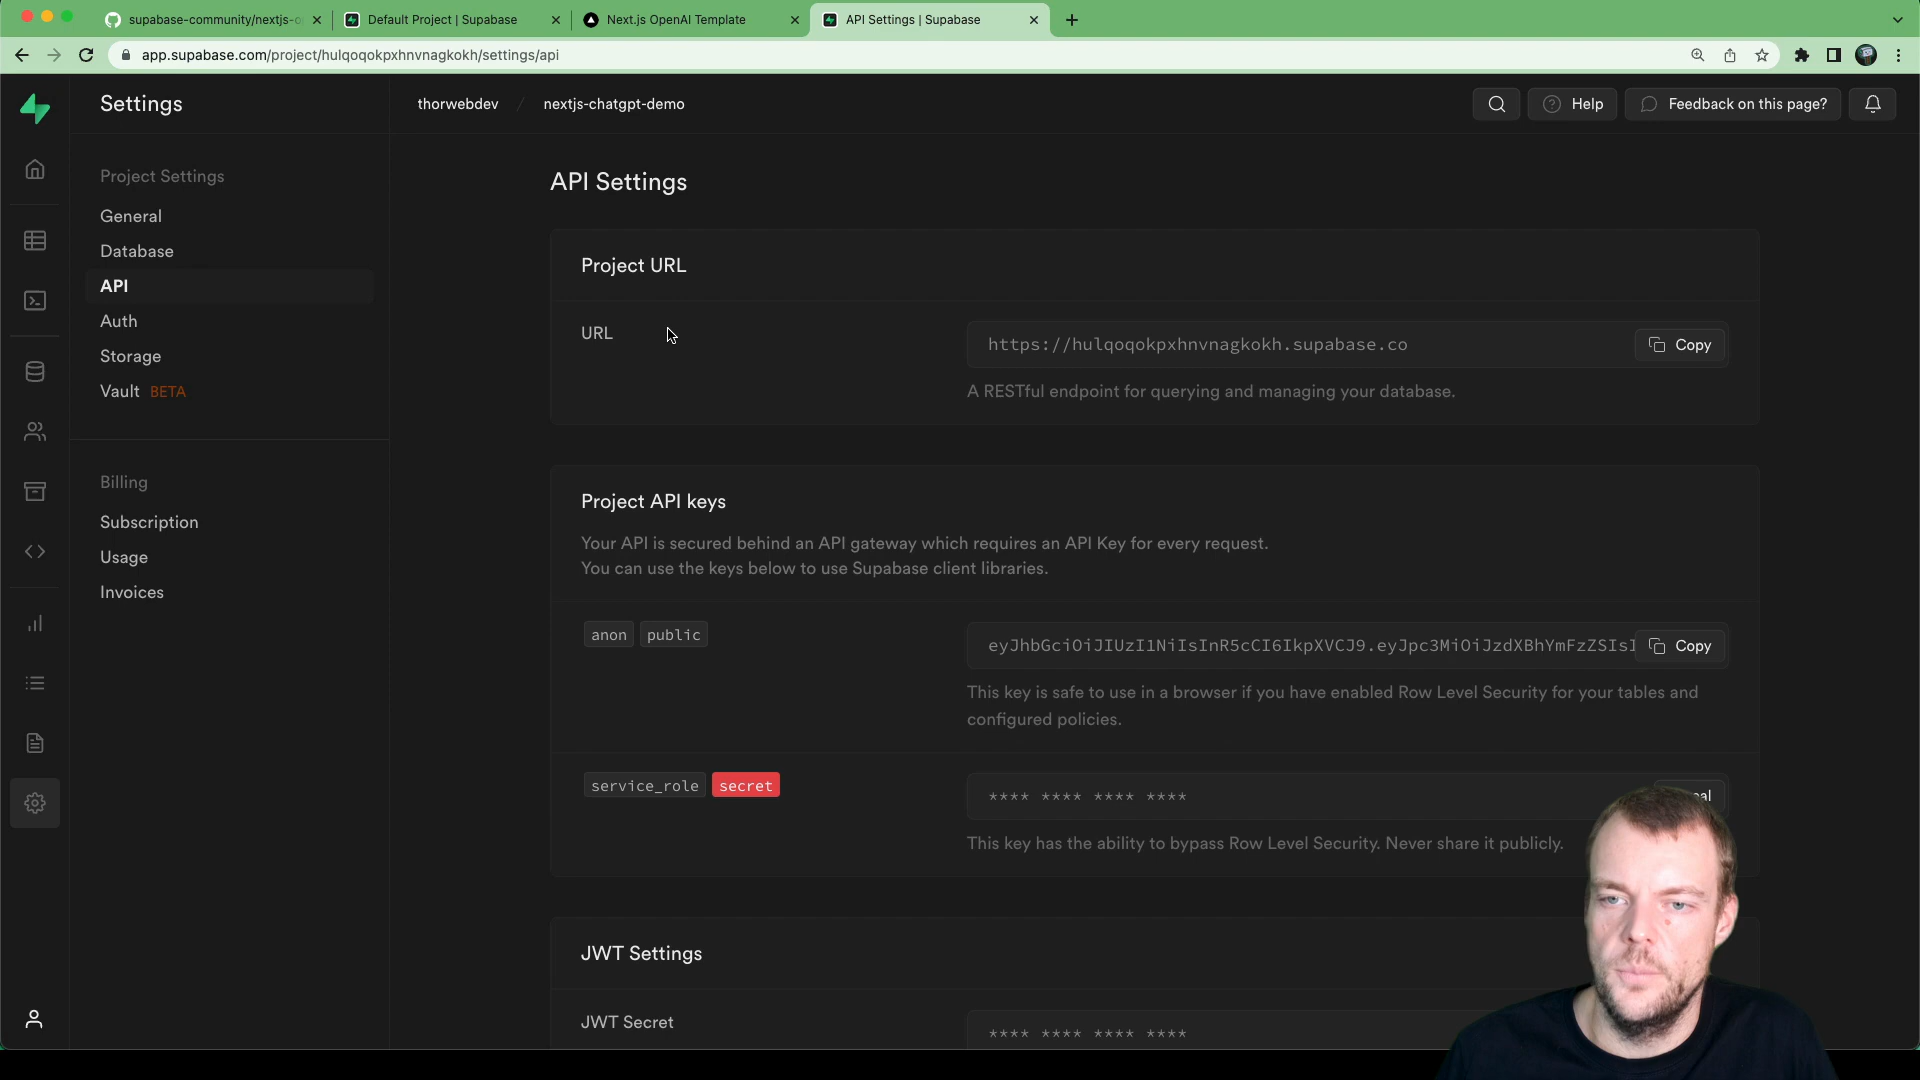 supabase-community/nextjs-o
Default Project | Supabase
Next.js OpenAI Template
API Settings | Supabase
app.supabase.com/project/hulqoqokpxhnvnagkokh/settings/api
Settings
thorwebdev / nextjs-chatgpt-demo
Help
Feedback on this page?
Project Settings
General
Database
API
Auth
Storage
Vault BETA
Billing
Subscription
Usage
Invoices
API Settings
Project URL
URL
https://hulqoqokpxhnvnagkokh.supabase.co
Copy
A RESTful endpoint for querying and managing your database.
Project API keys
Your API is secured behind an API gateway which requires an API Key for every request.
You can use the keys below to use Supabase client libraries.
anon public
eyJhbGciOiJIUzI1NiIsInR5cCI6IkpXVCJ9.eyJpc3MiOiJzdXBhYmFzZSIsI
Copy
This key is safe to use in a browser if you have enabled Row Level Security for your tables and
configured policies.
service_role secret
**** **** **** ****
This key has the ability to bypass Row Level Security. Never share it publicly.
JWT Settings
JWT Secret
**** **** **** ****